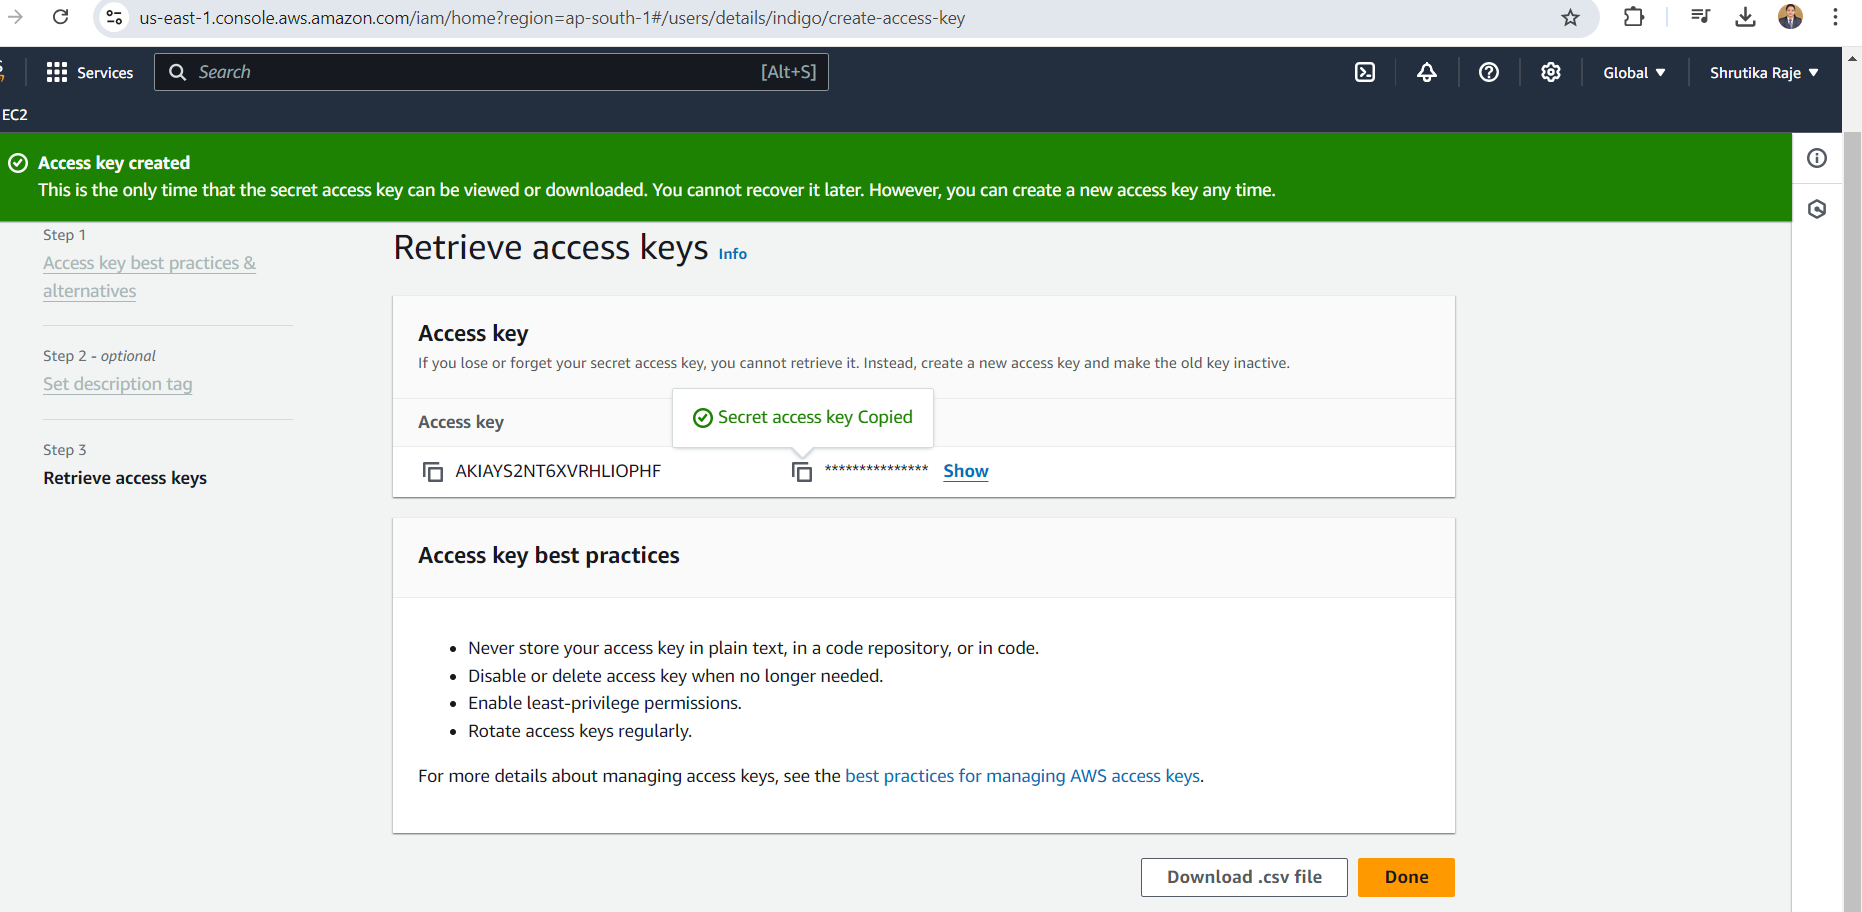 us-east-1.console.aws.amazon.com/iam/home?region=ap-south-1#/users/details/indigo/create-access-key
Services
Search
[Alt+S]
Global
Shrutika Raje
EC2
Access key created
This is the only time that the secret access key can be viewed or downloaded. You cannot recover it later. However, you can create a new access key any time.
Step 1
Access key best practices &
alternatives
Step 2 - optional
Set description tag
Step 3
Retrieve access keys
Retrieve access keys Info
Access key
If you lose or forget your secret access key, you cannot retrieve it. Instead, create a new access key and make the old key inactive.
Access key
Secret access key Copied
AKIAYS2NT6XVRHLIOPHF
*************** Show
Access key best practices
• Never store your access key in plain text, in a code repository, or in code.
• Disable or delete access key when no longer needed.
• Enable least-privilege permissions.
• Rotate access keys regularly.
For more details about managing access keys, see the best practices for managing AWS access keys.
Download .csv file
Done